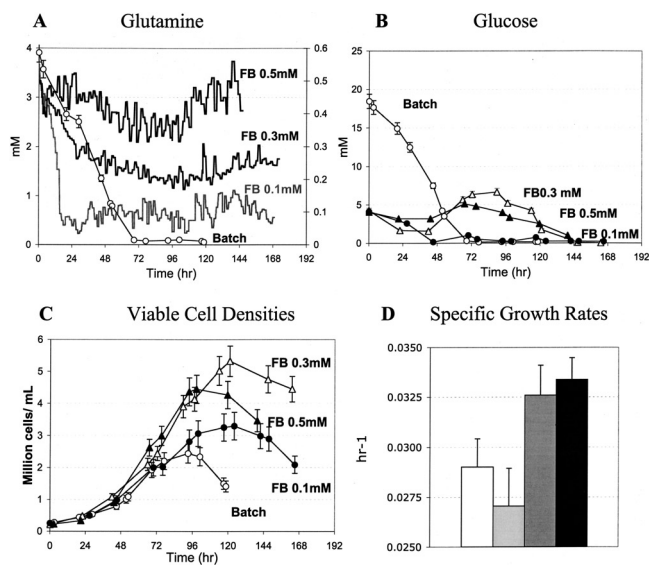 A Glutamine
4 0.6
3 0.5
2 0.4
1 0.3
0 0.2
0.1
0.0
mM
FB 0.5mM
FB 0.3mM
FB 0.1mM
Batch
0 24 48 72 96 120 144 168
Time (hr)
B Glucose
25
20
15
10
5
0
mM
Batch
FB0.3 mM
FB 0.5mM
FB 0.1mM
0 24 48 72 96 120 144 168
Time (hr)
C Viable Cell Densities
6
5
4
3
2
1
0
Million cells/ mL
FB 0.3mM
FB 0.5mM
FB 0.1mM
Batch
0 24 48 72 96 120 144 168 192
Time (hr)
D Specific Growth Rates
0.0350
0.0325
0.0300
0.0275
0.0250
hr-1